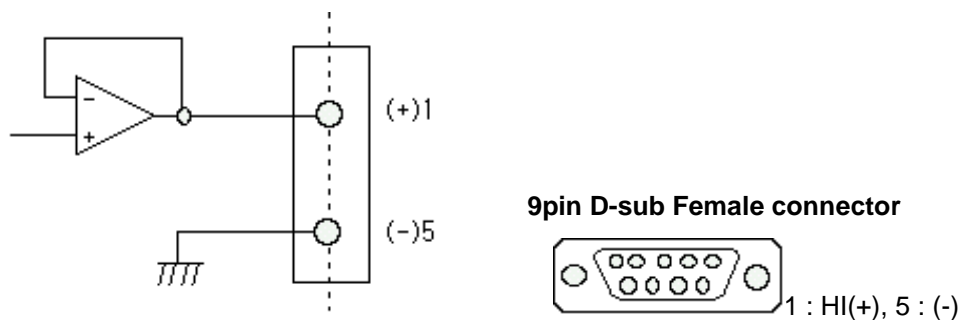 -
+
(+)1
(-)5
9pin D-sub Female connector
1 : HI(+), 5 : (-)